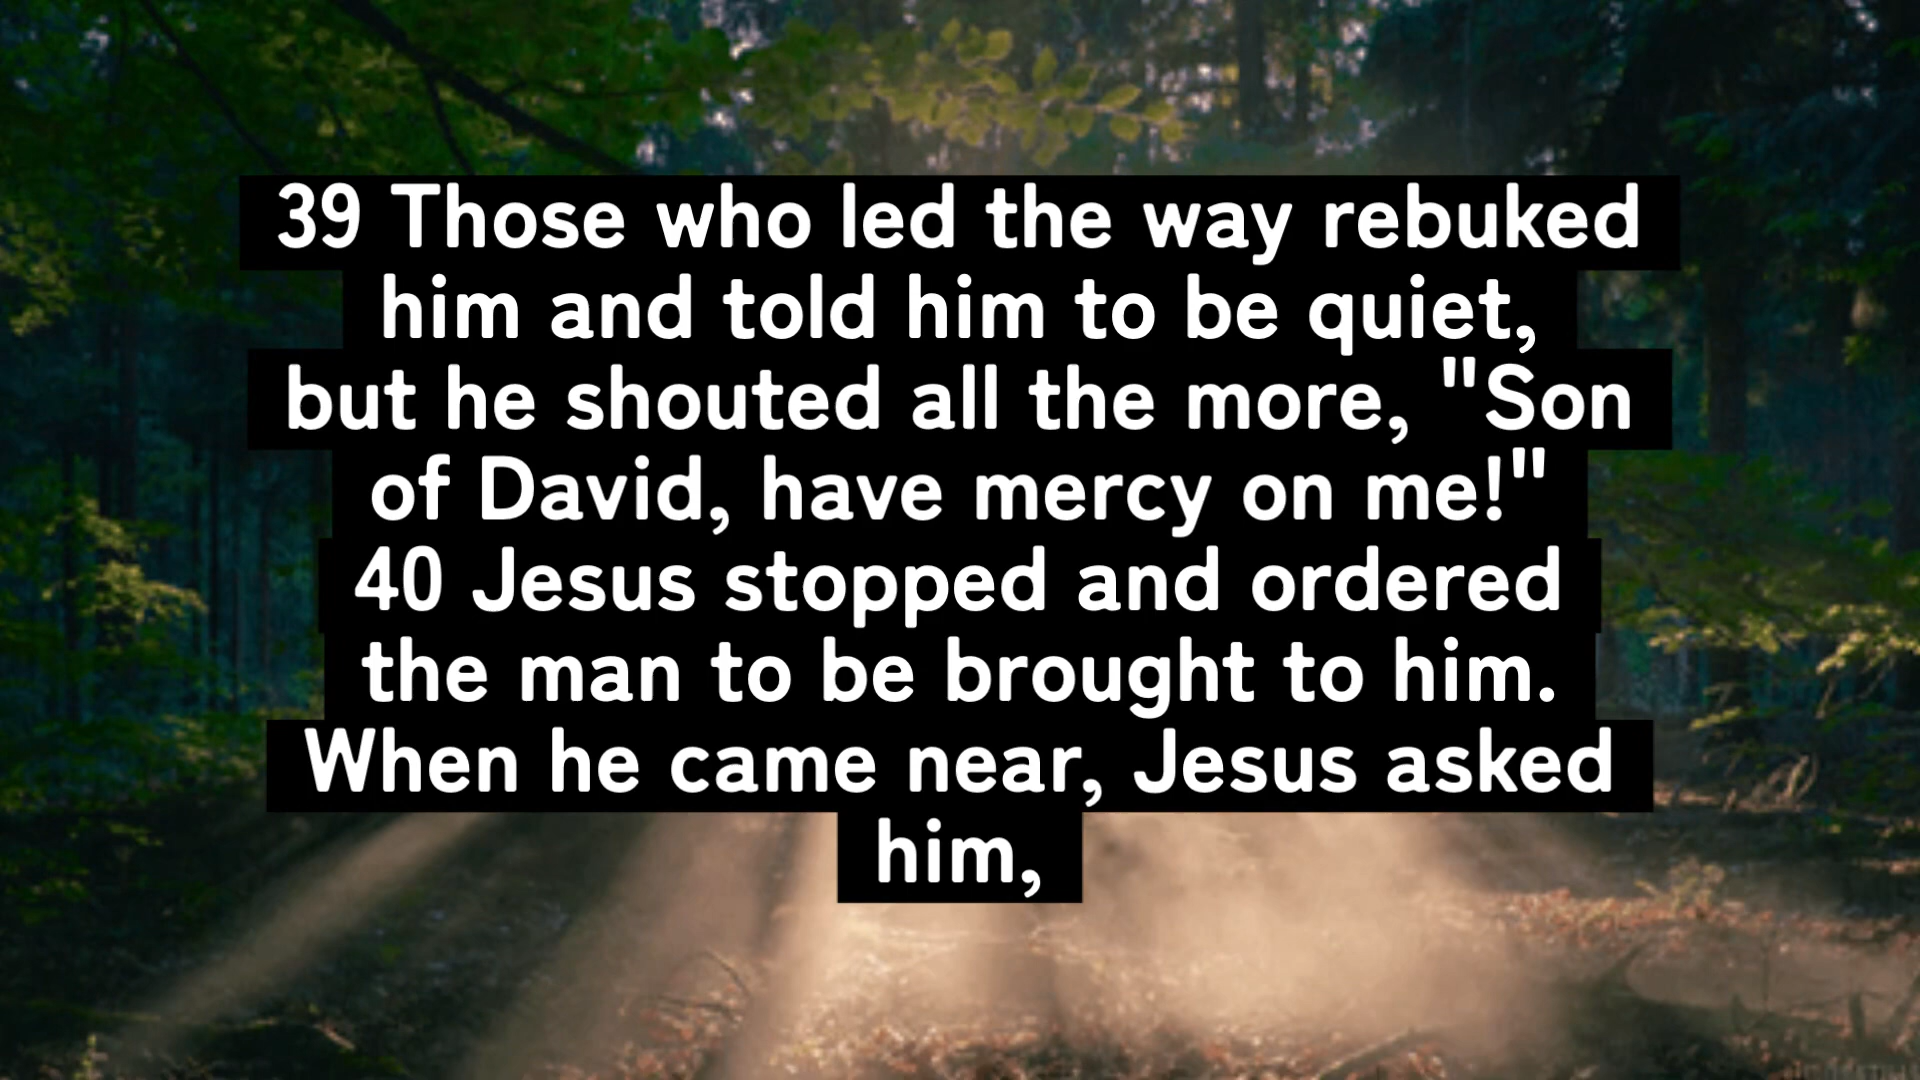 39 Those who led the way rebuked
him and told him to be quiet,
but he shouted all the more, "Son
of David, have mercy on me!"
40 Jesus stopped and ordered
the man to be brought to him.
When he came near, Jesus asked
him,